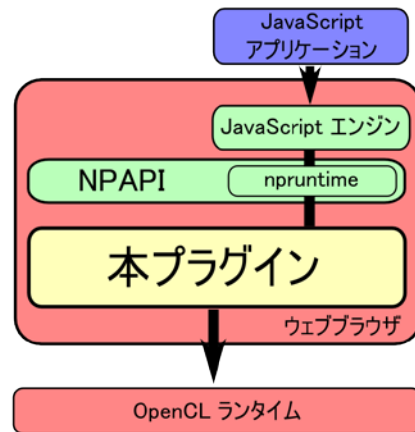 JavaScript
アプリケーション
JavaScript エンジン
NPAPI
npruntime
本プラグイン
ウェブブラウザ
OpenCL ランタイム